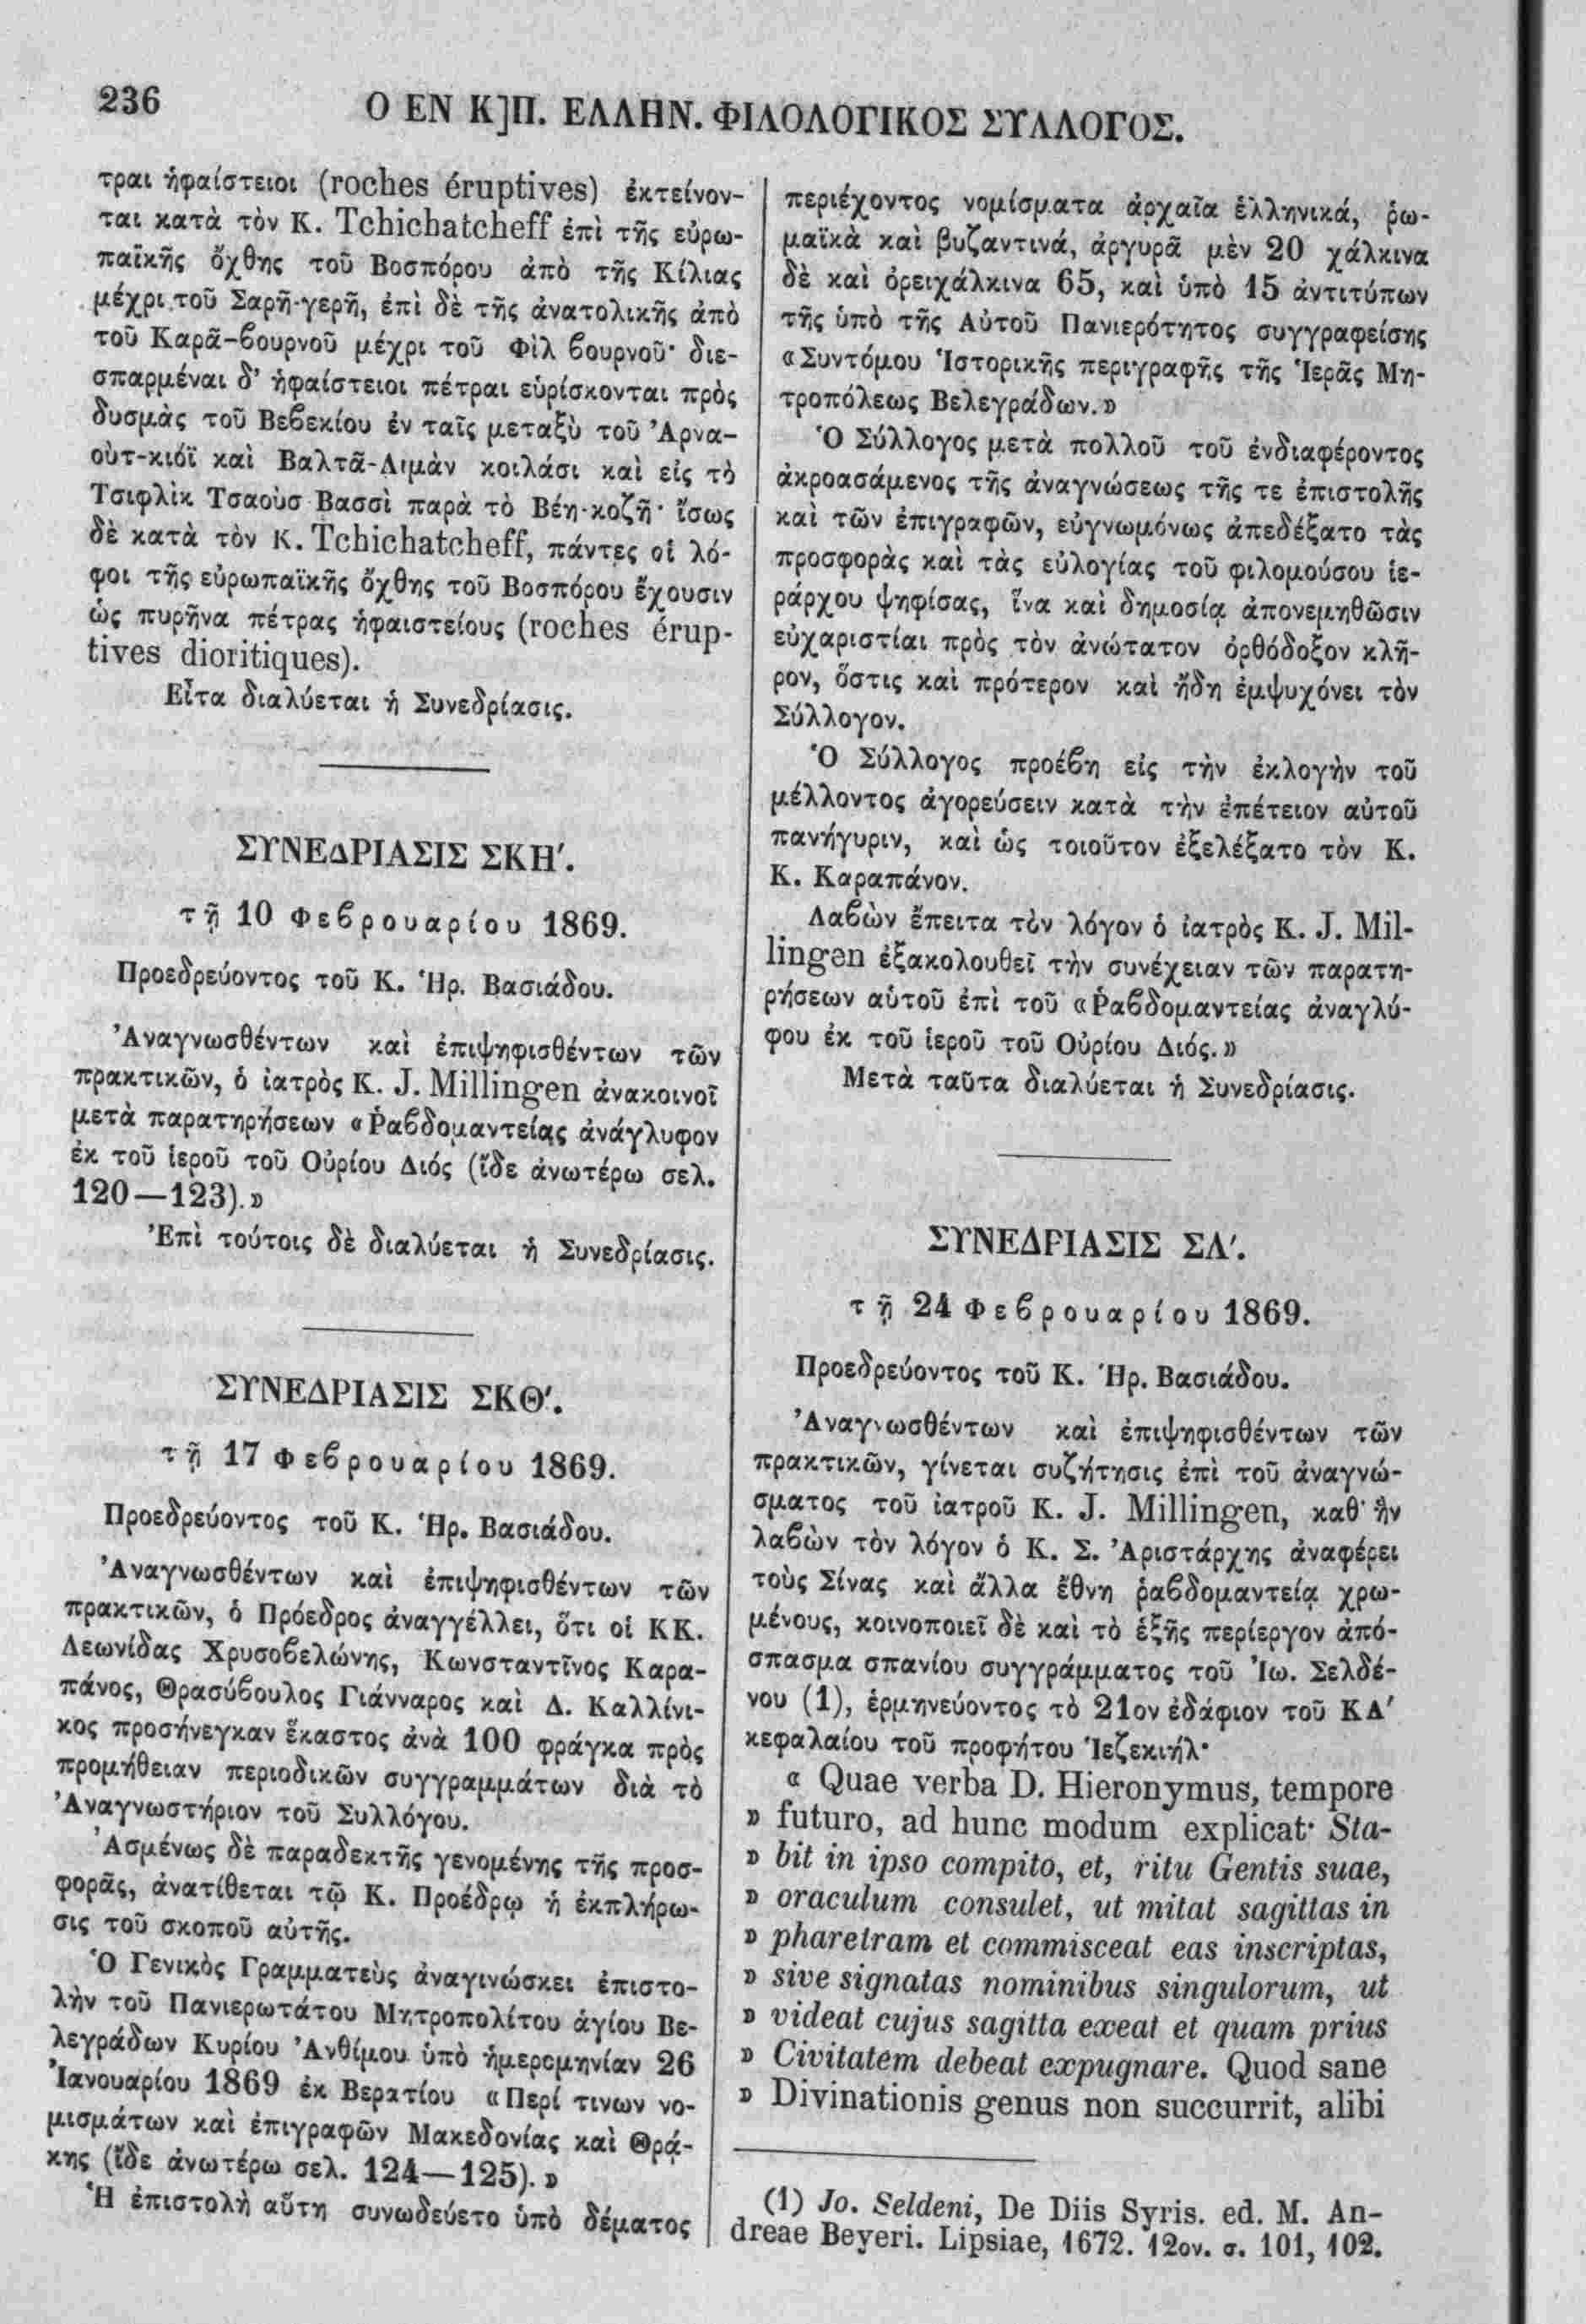 236
Ο ΕΝ Κ]Π. ΕΛΛΗΝ. ΦΙΛΟΛΟΓΙΚΟΣ ΣΥΛΛΟΓΟΣ.
τραι ἡφαίστειοι (roches éruptives) ἐκτείνον-
ται κατὰ τὸν Κ. Tchichatcheff ἐπὶ τῆς εὐρω-
παϊκῆς ὄχθης τοῦ Βοσπόρου ἀπὸ τῆς Κίλιας
μέχρι τοῦ Σαρῆ-γερῆ, ἐπὶ δὲ τῆς ἀνατολικῆς ἀπὸ
τοῦ Καρᾶ-βουρνοῦ μέχρι τοῦ Φὶλ βουρνοῦ· διε-
σπαρμέναι δ' ἡφαίστειοι πέτραι εὑρίσκονται πρὸς
δυσμὰς τοῦ Βεβεκίου ἐν ταῖς μεταξὺ τοῦ Ἀρνα-
οὺτ-κιόϊ καὶ Βαλτᾶ-Λιμὰν κοιλάσι καὶ εἰς τὸ
Τσιφλὶκ Τσαοὺσ Βασσὶ παρὰ τὸ Βέη-κοζῆ· ἴσως
δὲ κατὰ τὸν Κ. Tchichatcheff, πάντες οἱ λό-
φοι τῆς εὐρωπαϊκῆς ὄχθης τοῦ Βοσπόρου ἔχουσιν
ὡς πυρῆνα πέτρας ἡφαιστείους (roches érup-
tives dioritiques).
Εἶτα διαλύεται ἡ Συνεδρίασις.
ΣΥΝΕΔΡΙΑΣΙΣ ΣΚΗ'.
τῇ 10 Φεβρουαρίου 1869.
Προεδρεύοντος τοῦ Κ. Ἡρ. Βασιάδου.
Ἀναγνωσθέντων καὶ ἐπιψηφισθέντων τῶν
πρακτικῶν, ὁ ἰατρὸς Κ. J. Millingen ἀνακοινοῖ
μετὰ παρατηρήσεων «Ῥαβδομαντείας ἀνάγλυφον
ἐκ τοῦ ἱεροῦ τοῦ Οὐρίου Διός (ἴδε ἀνωτέρω σελ.
120—123).»
Ἐπὶ τούτοις δὲ διαλύεται ἡ Συνεδρίασις.
ΣΥΝΕΔΡΙΑΣΙΣ ΣΚΘ'.
τῇ 17 Φεβρουαρίου 1869.
Προεδρεύοντος τοῦ Κ. Ἡρ. Βασιάδου.
Ἀναγνωσθέντων καὶ ἐπιψηφισθέντων τῶν
πρακτικῶν, ὁ Πρόεδρος ἀναγγέλλει, ὅτι οἱ ΚΚ.
Λεωνίδας Χρυσοβελώνης, Κωνσταντῖνος Καρα-
πάνος, Θρασύβουλος Γιάνναρος καὶ Δ. Καλλίνι-
κος προσήνεγκαν ἕκαστος ἀνὰ 100 φράγκα πρὸς
προμήθειαν περιοδικῶν συγγραμμάτων διὰ τὸ
Ἀναγνωστήριον τοῦ Συλλόγου.
Ἀσμένως δὲ παραδεκτῆς γενομένης τῆς προσ-
φορᾶς, ἀνατίθεται τῷ Κ. Προέδρῳ ἡ ἐκπλήρω-
σις τοῦ σκοποῦ αὐτῆς.
Ὁ Γενικὸς Γραμματεὺς ἀναγινώσκει ἐπιστο-
λὴν τοῦ Πανιερωτάτου Μητροπολίτου ἁγίου Βε-
λεγράδων Κυρίου Ἀνθίμου ὑπὸ ἡμερομηνίαν 26
Ἰανουαρίου 1869 ἐκ Βερατίου «Περί τινων νο-
μισμάτων καὶ ἐπιγραφῶν Μακεδονίας καὶ Θρά-
κης (ἴδε ἀνωτέρω σελ. 124—125).»
Ἡ ἐπιστολὴ αὕτη συνωδεύετο ὑπὸ δέματος
περιέχοντος νομίσματα ἀρχαῖα ἑλληνικά, ῥω-
μαϊκὰ καὶ βυζαντινά, ἀργυρᾶ μὲν 20 χάλκινα
δὲ καὶ ὀρειχάλκινα 65, καὶ ὑπὸ 15 ἀντιτύπων
τῆς ὑπὸ τῆς Αὐτοῦ Πανιερότητος συγγραφείσης
«Συντόμου Ἱστορικῆς περιγραφῆς τῆς Ἱερᾶς Μη-
τροπόλεως Βελεγράδων.»
Ὁ Σύλλογος μετὰ πολλοῦ τοῦ ἐνδιαφέροντος
ἀκροασάμενος τῆς ἀναγνώσεως τῆς τε ἐπιστολῆς
καὶ τῶν ἐπιγραφῶν, εὐγνωμόνως ἀπεδέξατο τὰς
προσφορὰς καὶ τὰς εὐλογίας τοῦ φιλομούσου ἱε-
ράρχου ψηφίσας, ἵνα καὶ δημοσίᾳ ἀπονεμηθῶσιν
εὐχαριστίαι πρὸς τὸν ἀνώτατον ὀρθόδοξον κλῆ-
ρον, ὅστις καὶ πρότερον καὶ ἤδη ἐμψυχόνει τὸν
Σύλλογον.
Ὁ Σύλλογος προέβη εἰς τὴν ἐκλογὴν τοῦ
μέλλοντος ἀγορεύσειν κατὰ τὴν ἐπέτειον αὐτοῦ
πανήγυριν, καὶ ὡς τοιοῦτον ἐξελέξατο τὸν Κ.
Κ. Καραπάνον.
Λαβὼν ἔπειτα τὸν λόγον ὁ ἰατρὸς Κ. J. Mil-
lingen ἐξακολουθεῖ τὴν συνέχειαν τῶν παρατη-
ρήσεων αὑτοῦ ἐπὶ τοῦ «Ῥαβδομαντείας ἀναγλύ-
φου ἐκ τοῦ ἱεροῦ τοῦ Οὐρίου Διός.»
Μετὰ ταῦτα διαλύεται ἡ Συνεδρίασις.
ΣΥΝΕΔΡΙΑΣΙΣ ΣΛ'.
τῇ 24 Φεβρουαρίου 1869.
Προεδρεύοντος τοῦ Κ. Ἡρ. Βασιάδου.
Ἀναγνωσθέντων καὶ ἐπιψηφισθέντων τῶν
πρακτικῶν, γίνεται συζήτησις ἐπὶ τοῦ ἀναγνώ-
σματος τοῦ ἰατροῦ Κ. J. Millingen, καθ' ἣν
λαβὼν τὸν λόγον ὁ Κ. Σ. Ἀριστάρχης ἀναφέρει
τοὺς Σίνας καὶ ἄλλα ἔθνη ῥαβδομαντείᾳ χρω-
μένους, κοινοποιεῖ δὲ καὶ τὸ ἑξῆς περίεργον ἀπό-
σπασμα σπανίου συγγράμματος τοῦ Ἰω. Σελδέ-
νου (1), ἑρμηνεύοντος τὸ 21ον ἐδάφιον τοῦ ΚΑ'
κεφαλαίου τοῦ προφήτου Ἰεζεκιήλ·
« Quae verba D. Hieronymus, tempore
» futuro, ad hunc modum explicat· Sta-
» bit in ipso compito, et, ritu Gentis suae,
» oraculum consulet, ut mitat sagittas in
» pharetram et commisceat eas inscriptas,
» sive signatas nominibus singulorum, ut
» videat cujus sagitta exeat et quam prius
» Civitatem debeat expugnare. Quod sane
» Divinationis genus non succurrit, alibi
(1) Jo. Seldeni, De Diis Syris. ed. M. An-
dreae Beyeri. Lipsiae, 1672. 12ον. σ. 101, 102.